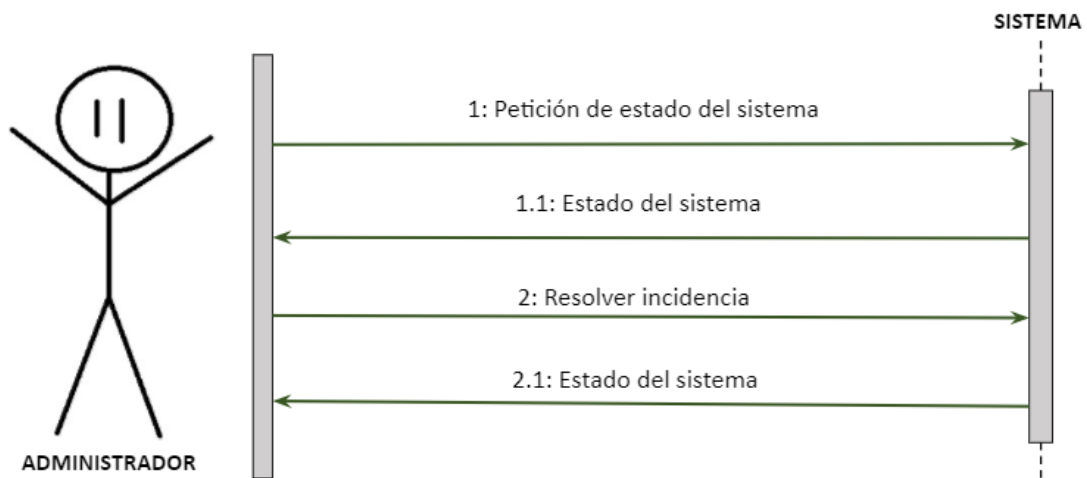 SISTEMA
1: Petición de estado del sistema
1.1: Estado del sistema
2: Resolver incidencia
2.1: Estado del sistema
ADMINISTRADOR